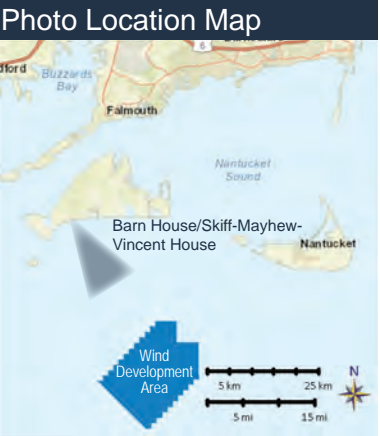 Photo Location Map
6
Buzzards
Bay
Falmouth
Nantucket
Sound
Barn House/Skiff-Mayhew-
Vincent House
Nantucket
Wind
Development
Area
N
5 km 25 km
5 mi 15 mi